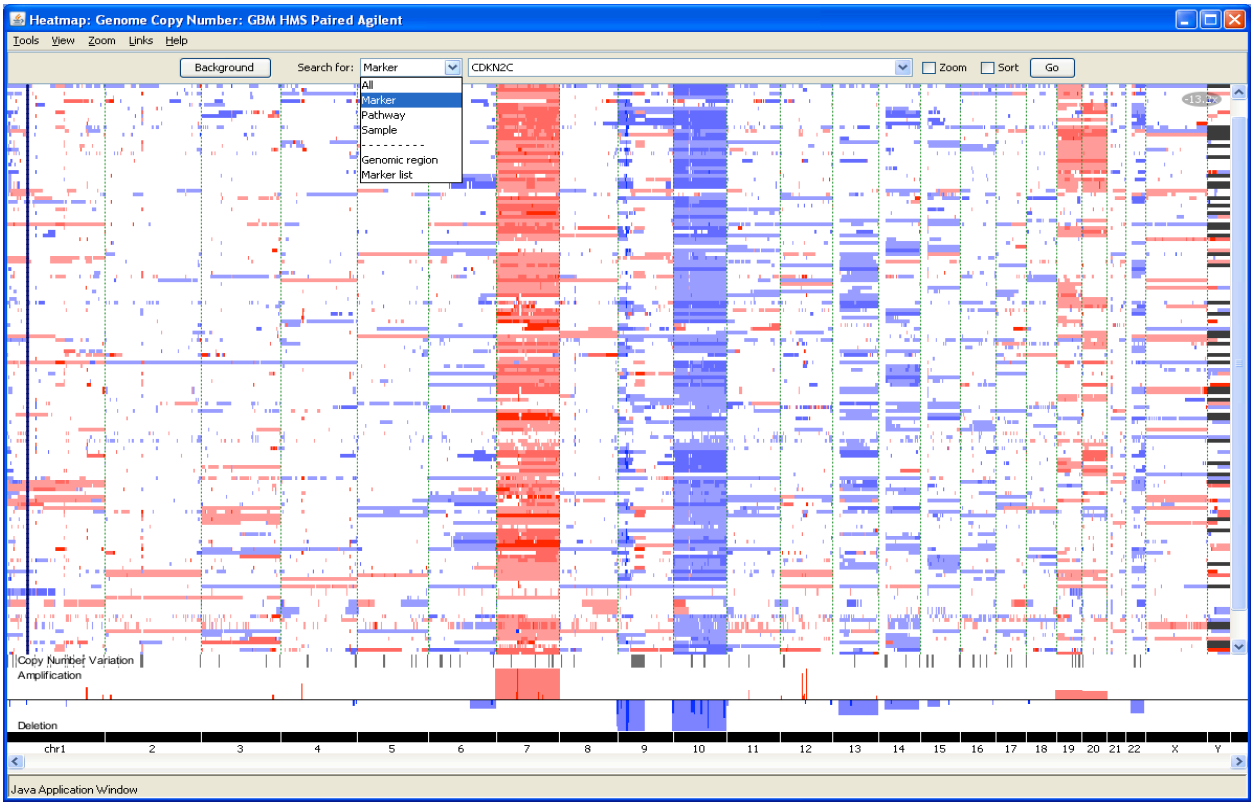 Heatmap: Genome Copy Number: GBM HMS Paired Agilent
Tools View Zoom Links Help
Background Search for: Marker CDKN2C Zoom Sort Go
All
Marker
Pathway
Sample
- - - - - - - - -
Genomic region
Marker list
Copy Number Variation
Amplification
Deletion
chr1 2 3 4 5 6 7 8 9 10 11 12 13 14 15 16 17 18 19 20 21 22 X Y
Java Application Window